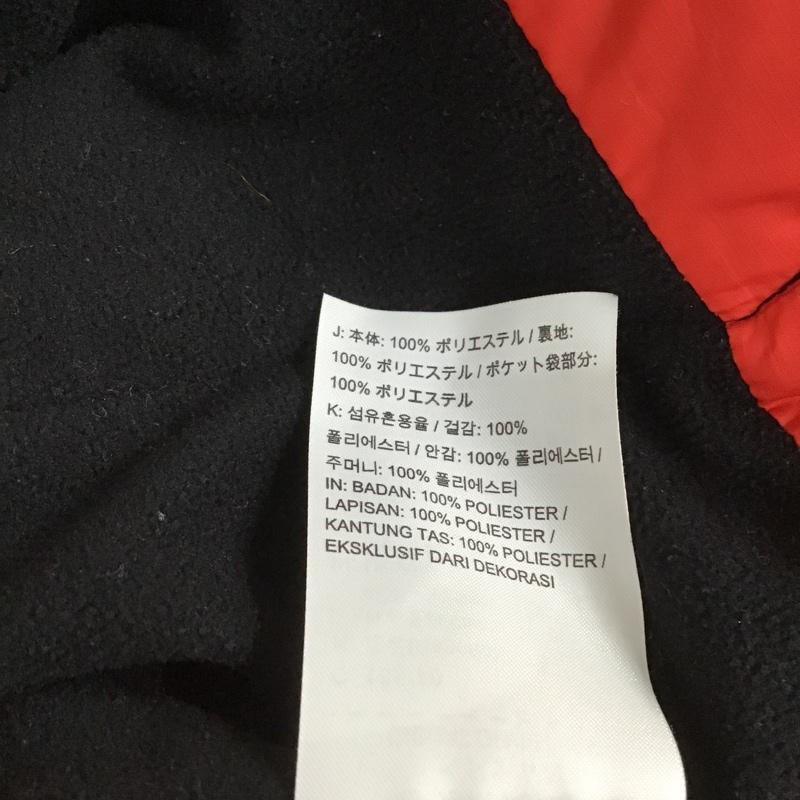 J: 本体: 100% ポリエステル / 裏地:
100% ポリエステル / ポケット袋部分:
100% ポリエステル
K: 섬유혼용율 / 겉감: 100%
폴리에스터 / 안감: 100% 폴리에스터 /
주머니: 100% 폴리에스터
IN: BADAN: 100% POLIESTER /
LAPISAN: 100% POLIESTER /
KANTUNG TAS: 100% POLIESTER /
EKSKLUSIF DARI DEKORASI